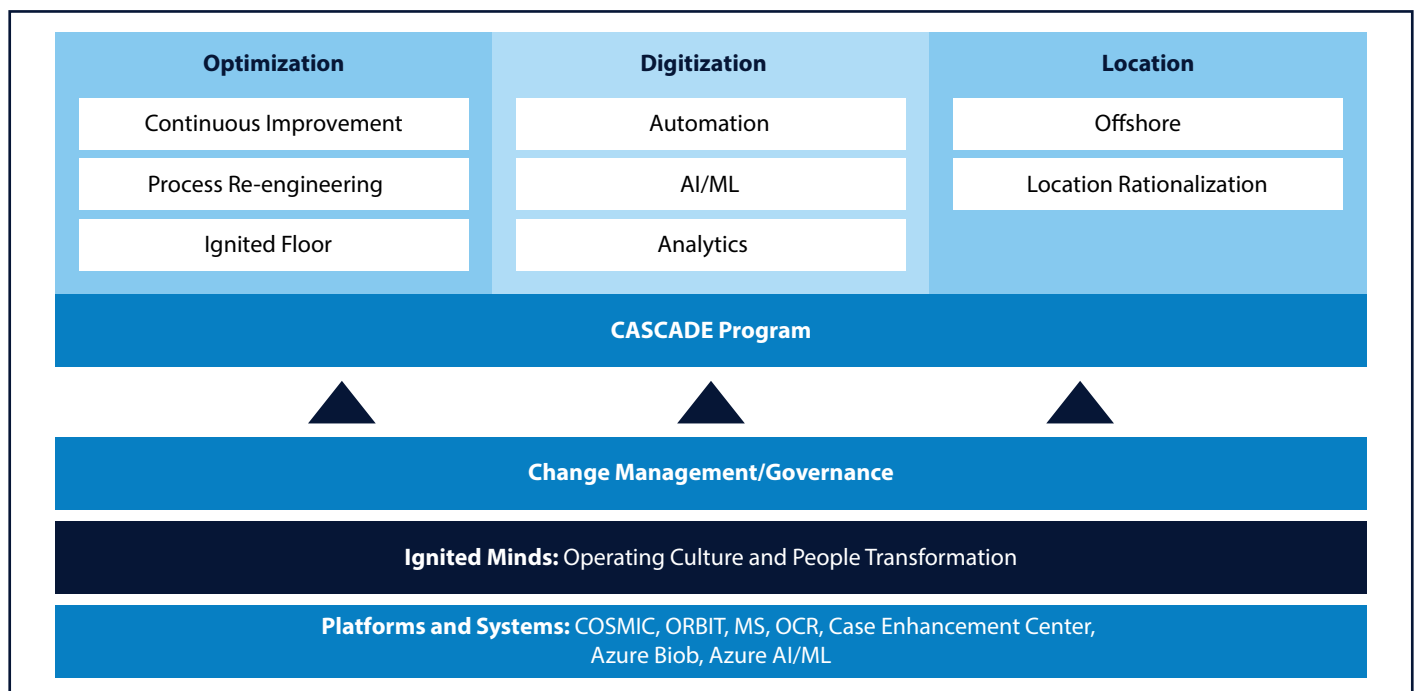 Optimization
Continuous Improvement
Process Re-engineering
Ignited Floor
Digitization
Automation
AI/ML
Analytics
Location
Offshore
Location Rationalization
CASCADE Program
Change Management/Governance
Ignited Minds: Operating Culture and People Transformation
Platforms and Systems: COSMIC, ORBIT, MS, OCR, Case Enhancement Center,
Azure Biob, Azure AI/ML